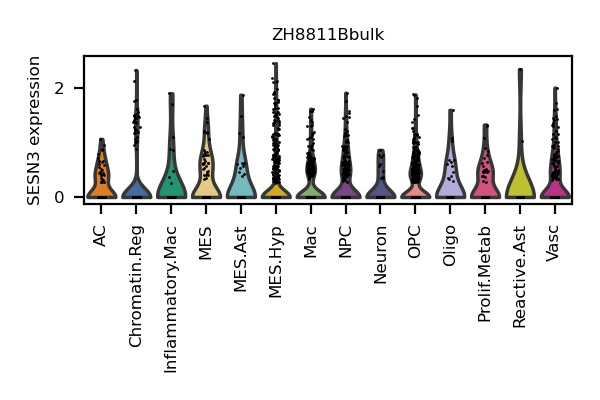 ZH8811Bbulk
SESN3 expression
2
0
AC
Chromatin.Reg
Inflammatory.Mac
MES
MES.Ast
MES.Hyp
Mac
NPC
Neuron
OPC
Oligo
Prolif.Metab
Reactive.Ast
Vasc